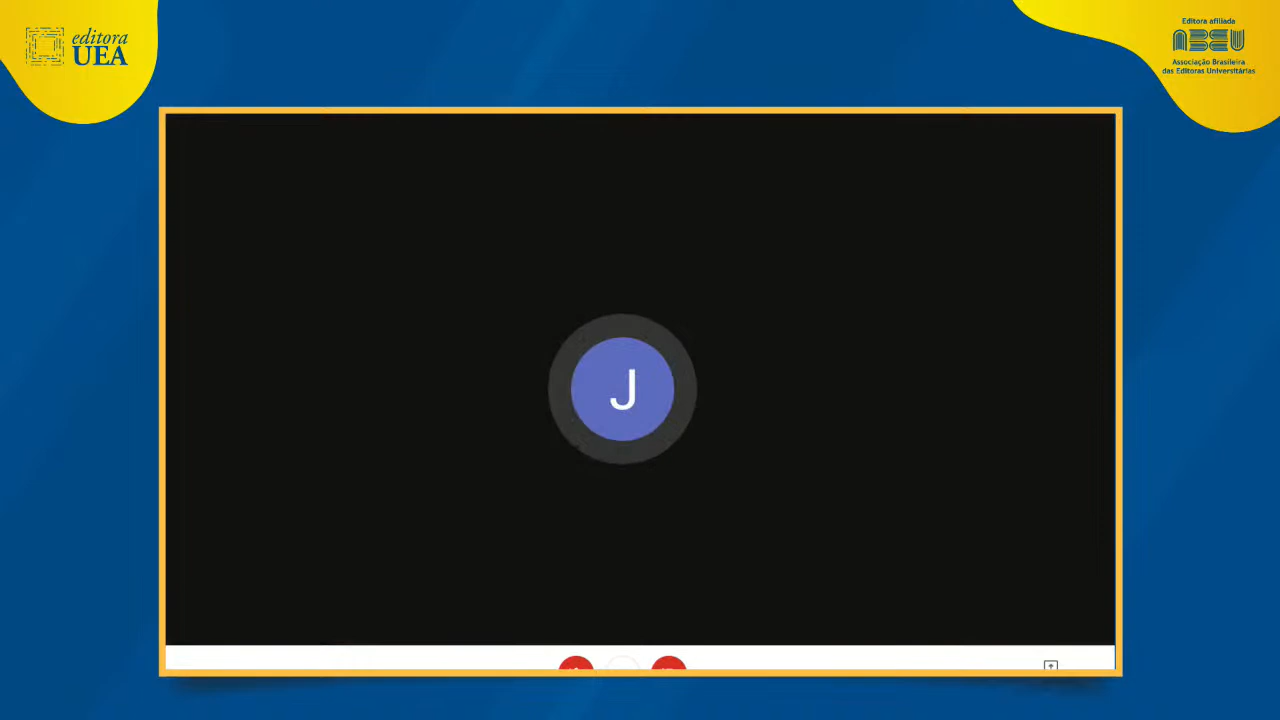 editora
UEA
Editora afiliada
ABEU
Associação Brasileira
das Editoras Universitárias
J